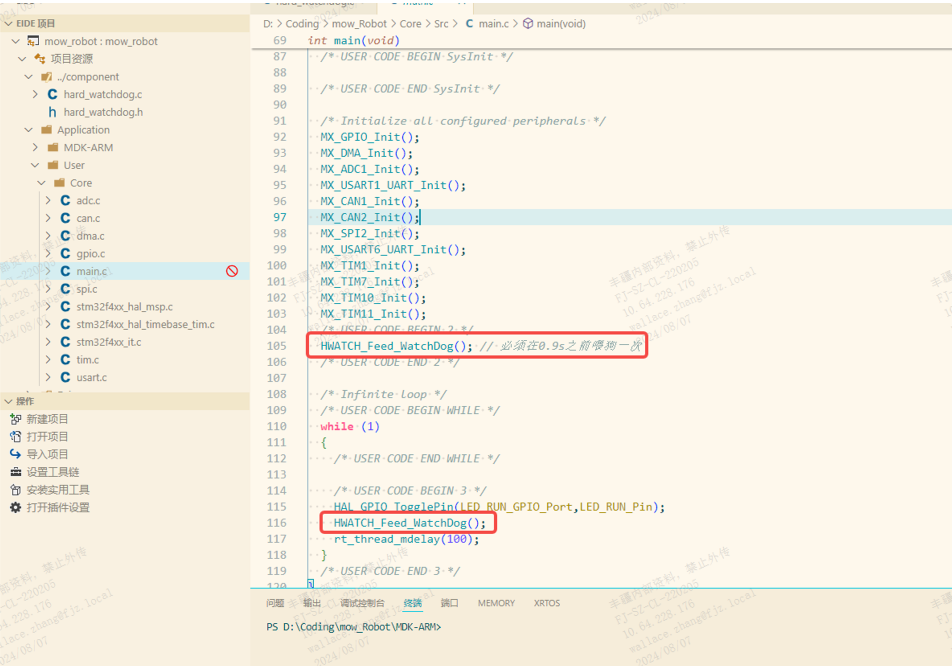 EIDE 项目
mow_robot : mow_robot
项目资源
../component
hard_watchdog.c
hard_watchdog.h
Application
MDK-ARM
User
Core
adc.c
can.c
dma.c
gpio.c
main.c
spi.c
stm32f4xx_hal_msp.c
stm32f4xx_hal_timebase_tim.c
stm32f4xx_it.c
tim.c
usart.c
操作
新建项目
打开项目
导入项目
设置工具链
安装实用工具
打开插件设置
D: > Coding > mow_Robot > Core > Src > C main.c > main(void)
69 int main(void)
87 /* USER CODE BEGIN SysInit */
88
89 /* USER CODE END SysInit */
90
91 /* Initialize all configured peripherals */
92 MX_GPIO_Init();
93 MX_DMA_Init();
94 MX_ADC1_Init();
95 MX_USART1_UART_Init();
96 MX_CAN1_Init();
97 MX_CAN2_Init();
98 MX_SPI2_Init();
99 MX_USART6_UART_Init();
100 MX_TIM1_Init();
101 MX_TIM7_Init();
102 MX_TIM10_Init();
103 MX_TIM11_Init();
104 /* USER CODE BEGIN 2 */
105 HWATCH_Feed_WatchDog(); // 必须在0.9s之前喂狗一次
106 /* USER CODE END 2 */
107
108 /* Infinite loop */
109 /* USER CODE BEGIN WHILE */
110 while (1)
111 {
112 /* USER CODE END WHILE */
113
114 /* USER CODE BEGIN 3 */
115 HAL_GPIO_TogglePin(LED_RUN_GPIO_Port,LED_RUN_Pin);
116 HWATCH_Feed_WatchDog();
117 rt_thread_mdelay(100);
118 }
119 /* USER CODE END 3 */
120 }
问题 输出 调试控制台 终端 端口 MEMORY XRTOS
PS D:\Coding\mow_Robot\MDK-ARM>
丰疆内部资料，禁止外传
FJ-SZ-CL-220205
10.64.228.176
wallace.zhang@fjz.local
2024/08/07